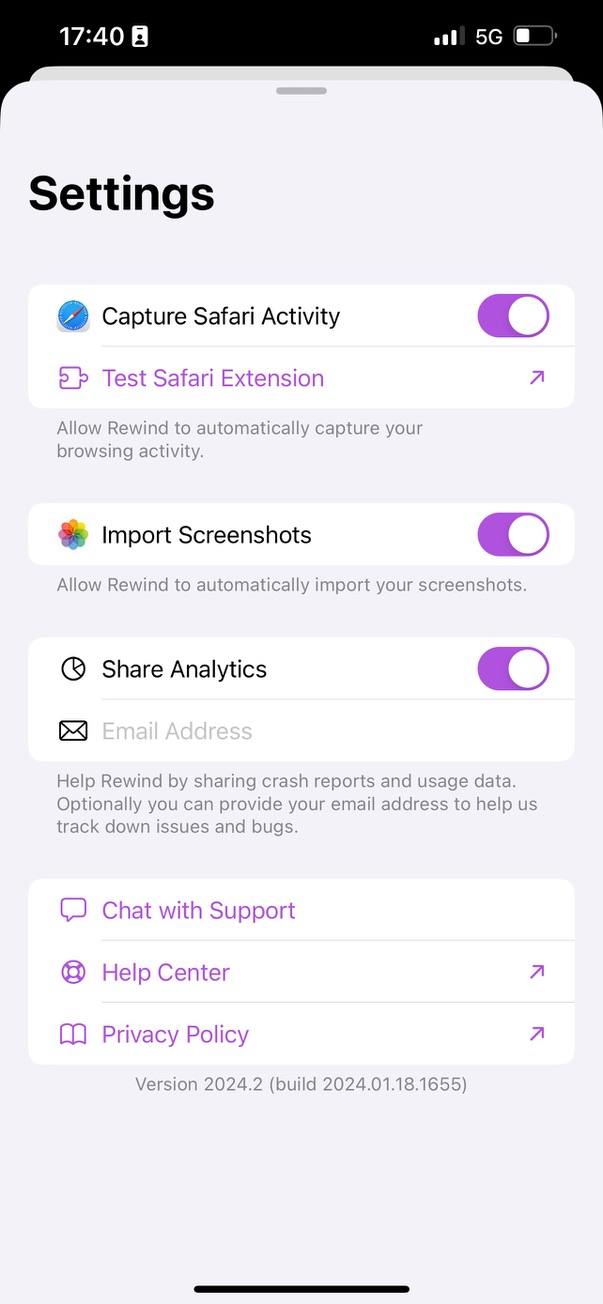 17:40
5G
Settings
Capture Safari Activity
Test Safari Extension
Allow Rewind to automatically capture your
browsing activity.
Import Screenshots
Allow Rewind to automatically import your screenshots.
Share Analytics
Email Address
Help Rewind by sharing crash reports and usage data.
Optionally you can provide your email address to help us
track down issues and bugs.
Chat with Support
Help Center
Privacy Policy
Version 2024.2 (build 2024.01.18.1655)